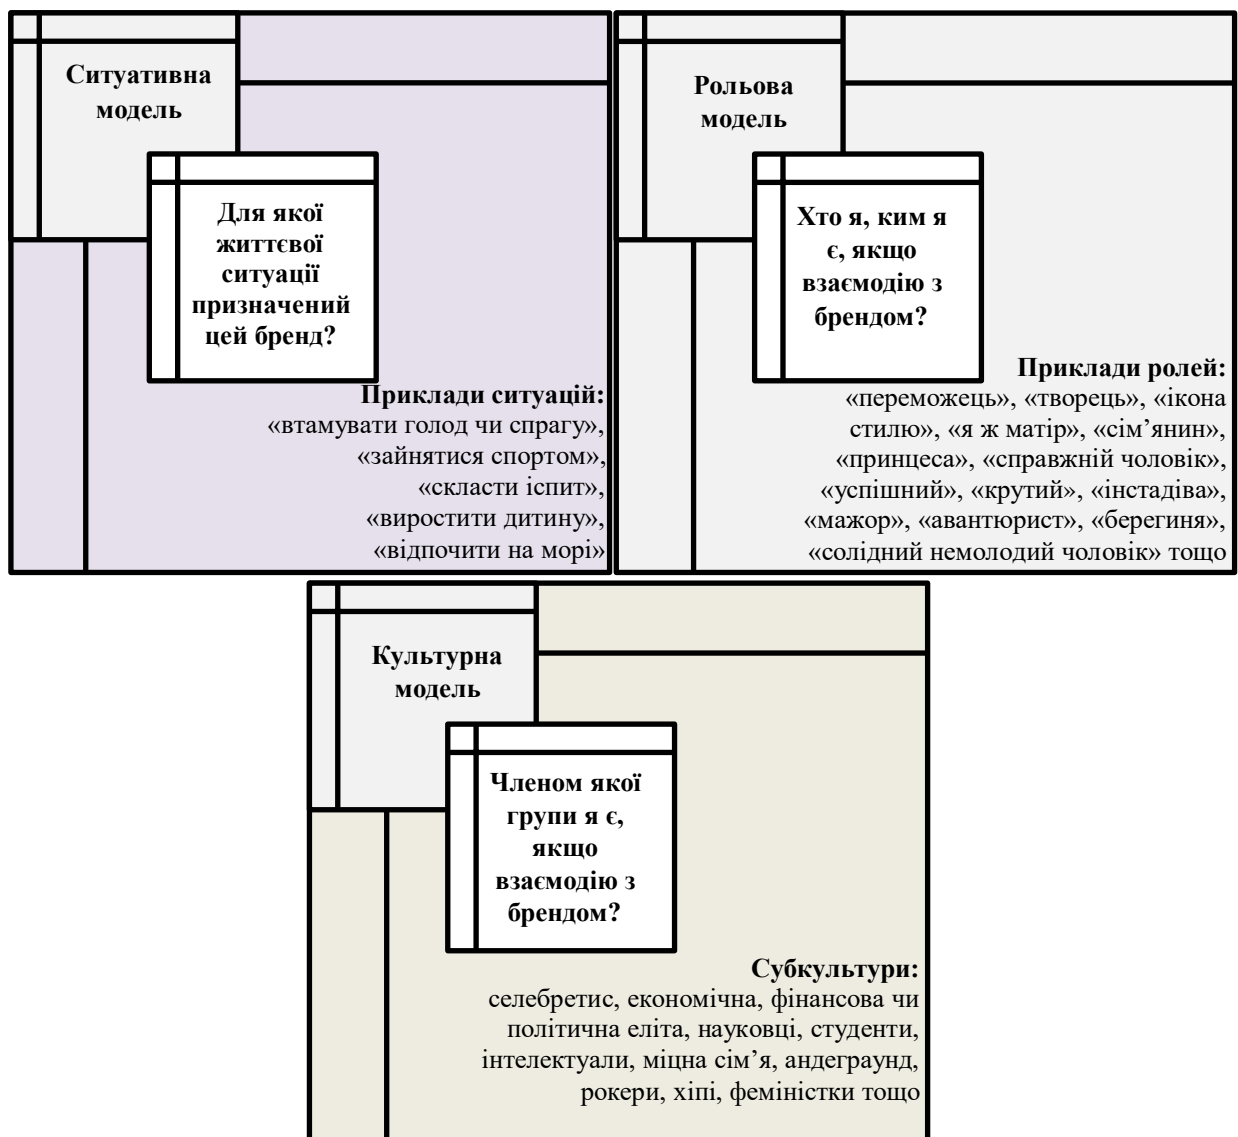 Ситуативна
модель
Для якої
життєвої
ситуації
призначений
цей бренд?
Приклади ситуацій:
«втамувати голод чи спрагу»,
«зайнятися спортом»,
«скласти іспит»,
«виростити дитину»,
«відпочити на морі»
Рольова
модель
Хто я, ким я
є, якщо
взаємодію з
брендом?
Приклади ролей:
«переможець», «творець», «ікона
стилю», «я ж матір», «сім’янин»,
«принцеса», «справжній чоловік»,
«успішний», «крутий», «інстадіва»,
«мажор», «авантюрист», «берегиня»,
«солідний немолодий чоловік» тощо
Культурна
модель
Членом якої
групи я є,
якщо
взаємодію з
брендом?
Субкультури:
селебретис, економічна, фінансова чи
політична еліта, науковці, студенти,
інтелектуали, міцна сім’я, андеграунд,
рокери, хіпі, феміністки тощо